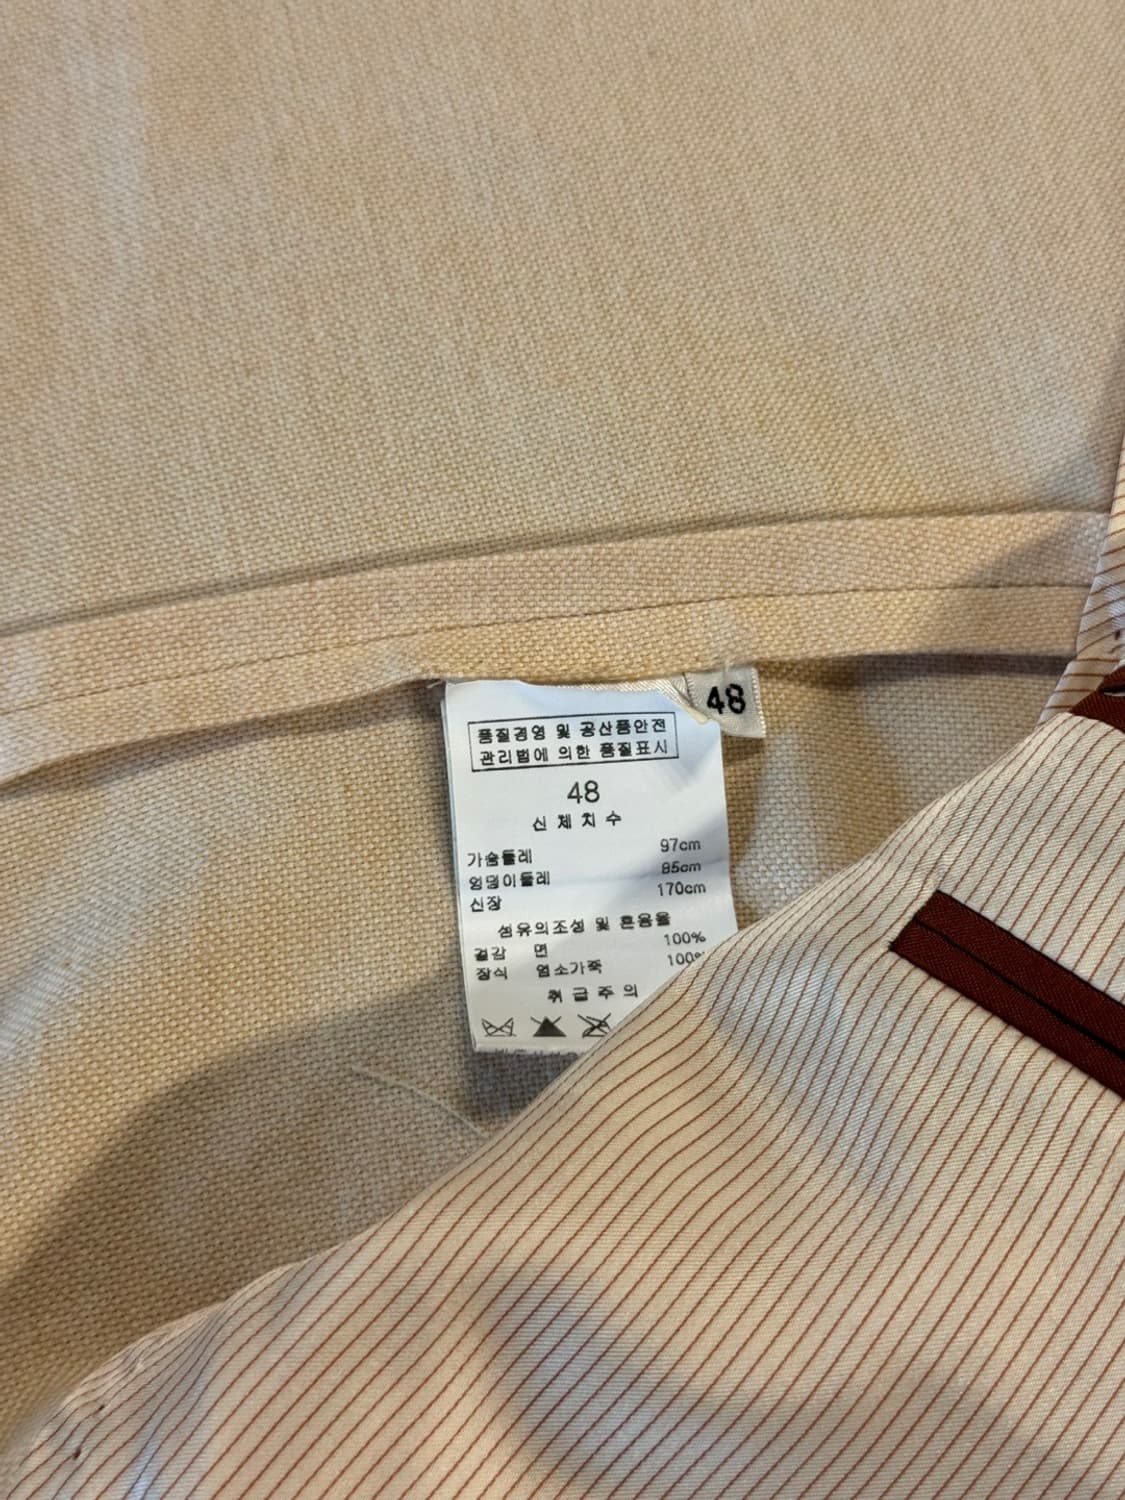 48
품질경영 및 공산품안전
관리법에 의한 품질표시
48
신체치수
가슴둘레 97cm
엉덩이둘레 85cm
신장 170cm
섬유의조성 및 혼용율
겉감 면 100%
장식 염소가죽 100%
취급주의